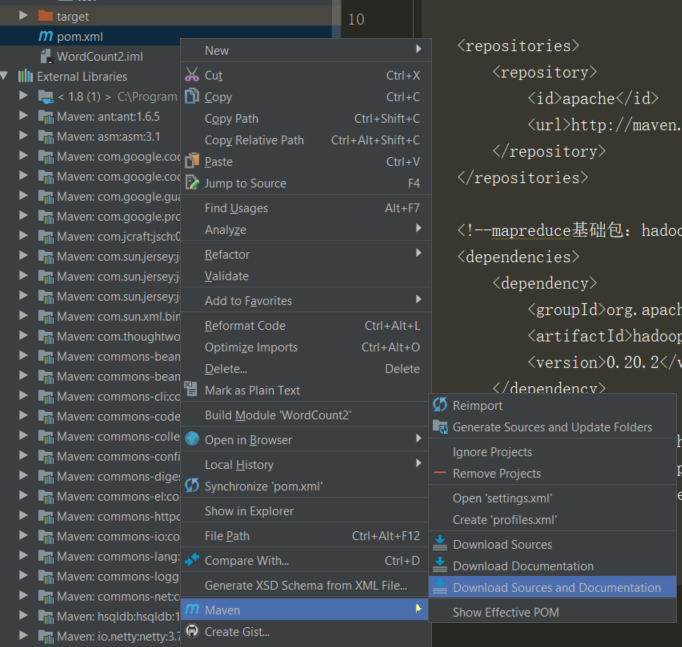 target
pom.xml
WordCount2.iml
External Libraries
< 1.8 (1) > C:\Program
Maven: ant:ant:1.6.5
Maven: asm:asm:3.1
Maven: com.google.co
Maven: com.google.co
Maven: com.google.gu
Maven: com.google.pro
Maven: com.jcraft:jsch:0
Maven: com.sun.jersey:j
Maven: com.sun.jersey:j
Maven: com.sun.jersey:j
Maven: com.sun.xml.bin
Maven: com.thoughtwo
Maven: commons-bean
Maven: commons-bean
Maven: commons-cli:co
Maven: commons-code
Maven: commons-colle
Maven: commons-confi
Maven: commons-diges
Maven: commons-el:co
Maven: commons-httpc
Maven: commons-io:co
Maven: commons-lang:
Maven: commons-logg
Maven: commons-net:c
Maven: hsqldb:hsqldb:1
Maven: io.netty:netty:3.7
New
Cut Ctrl+X
Copy Ctrl+C
Copy Path Ctrl+Shift+C
Copy Relative Path Ctrl+Alt+Shift+C
Paste Ctrl+V
Jump to Source F4
Find Usages Alt+F7
Analyze
Refactor
Validate
Add to Favorites
Reformat Code Ctrl+Alt+L
Optimize Imports Ctrl+Alt+O
Delete... Delete
Mark as Plain Text
Build Module 'WordCount2'
Open in Browser
Local History
Synchronize 'pom.xml'
Show in Explorer
File Path Ctrl+Alt+F12
Compare With... Ctrl+D
Generate XSD Schema from XML File...
Maven
Create Gist...
10
<repositories>
<repository>
<id>apache</id>
<url>http://maven.
</repository>
</repositories>
<!--mapreduce基础包：hadoo
<dependencies>
<dependency>
<groupId>org.apach
<artifactId>hadoop
<version>0.20.2</v
</dependency>
Reimport
Generate Sources and Update Folders
Ignore Projects
Remove Projects
Open 'settings.xml'
Create 'profiles.xml'
Download Sources
Download Documentation
Download Sources and Documentation
Show Effective POM